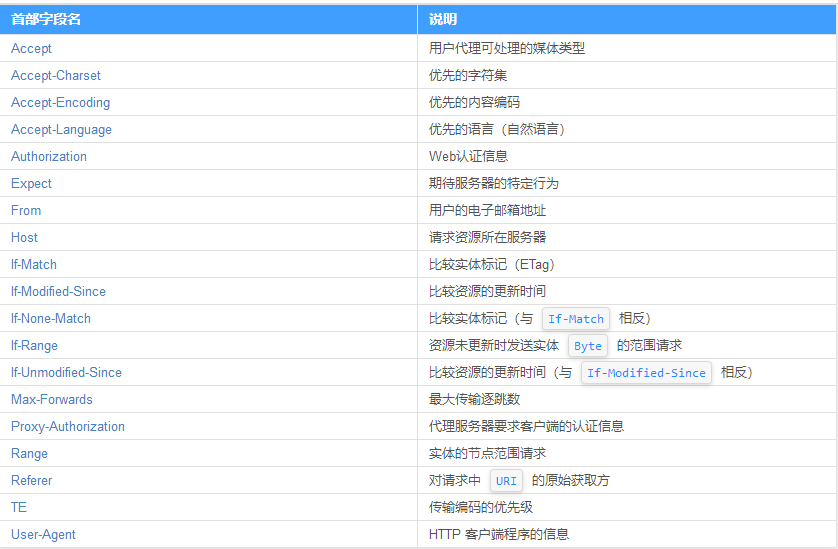 首部字段名 说明
Accept 用户代理可处理的媒体类型
Accept-Charset 优先的字符集
Accept-Encoding 优先的内容编码
Accept-Language 优先的语言（自然语言）
Authorization Web认证信息
Expect 期待服务器的特定行为
From 用户的电子邮箱地址
Host 请求资源所在服务器
If-Match 比较实体标记（ETag）
If-Modified-Since 比较资源的更新时间
If-None-Match 比较实体标记（与 If-Match 相反）
If-Range 资源未更新时发送实体 Byte 的范围请求
If-Unmodified-Since 比较资源的更新时间（与 If-Modified-Since 相反）
Max-Forwards 最大传输逐跳数
Proxy-Authorization 代理服务器要求客户端的认证信息
Range 实体的节点范围请求
Referer 对请求中 URI 的原始获取方
TE 传输编码的优先级
User-Agent HTTP 客户端程序的信息